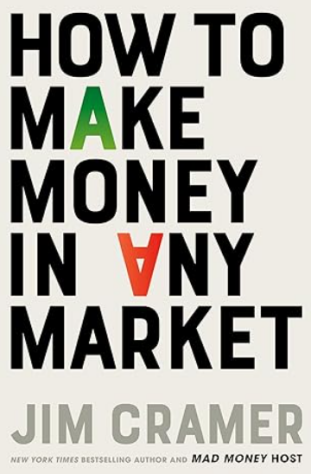 HOW TO
MAKE
MONEY
IN ANY
MARKET
JIM CRAMER
NEW YORK TIMES BESTSELLING AUTHOR AND MAD MONEY HOST